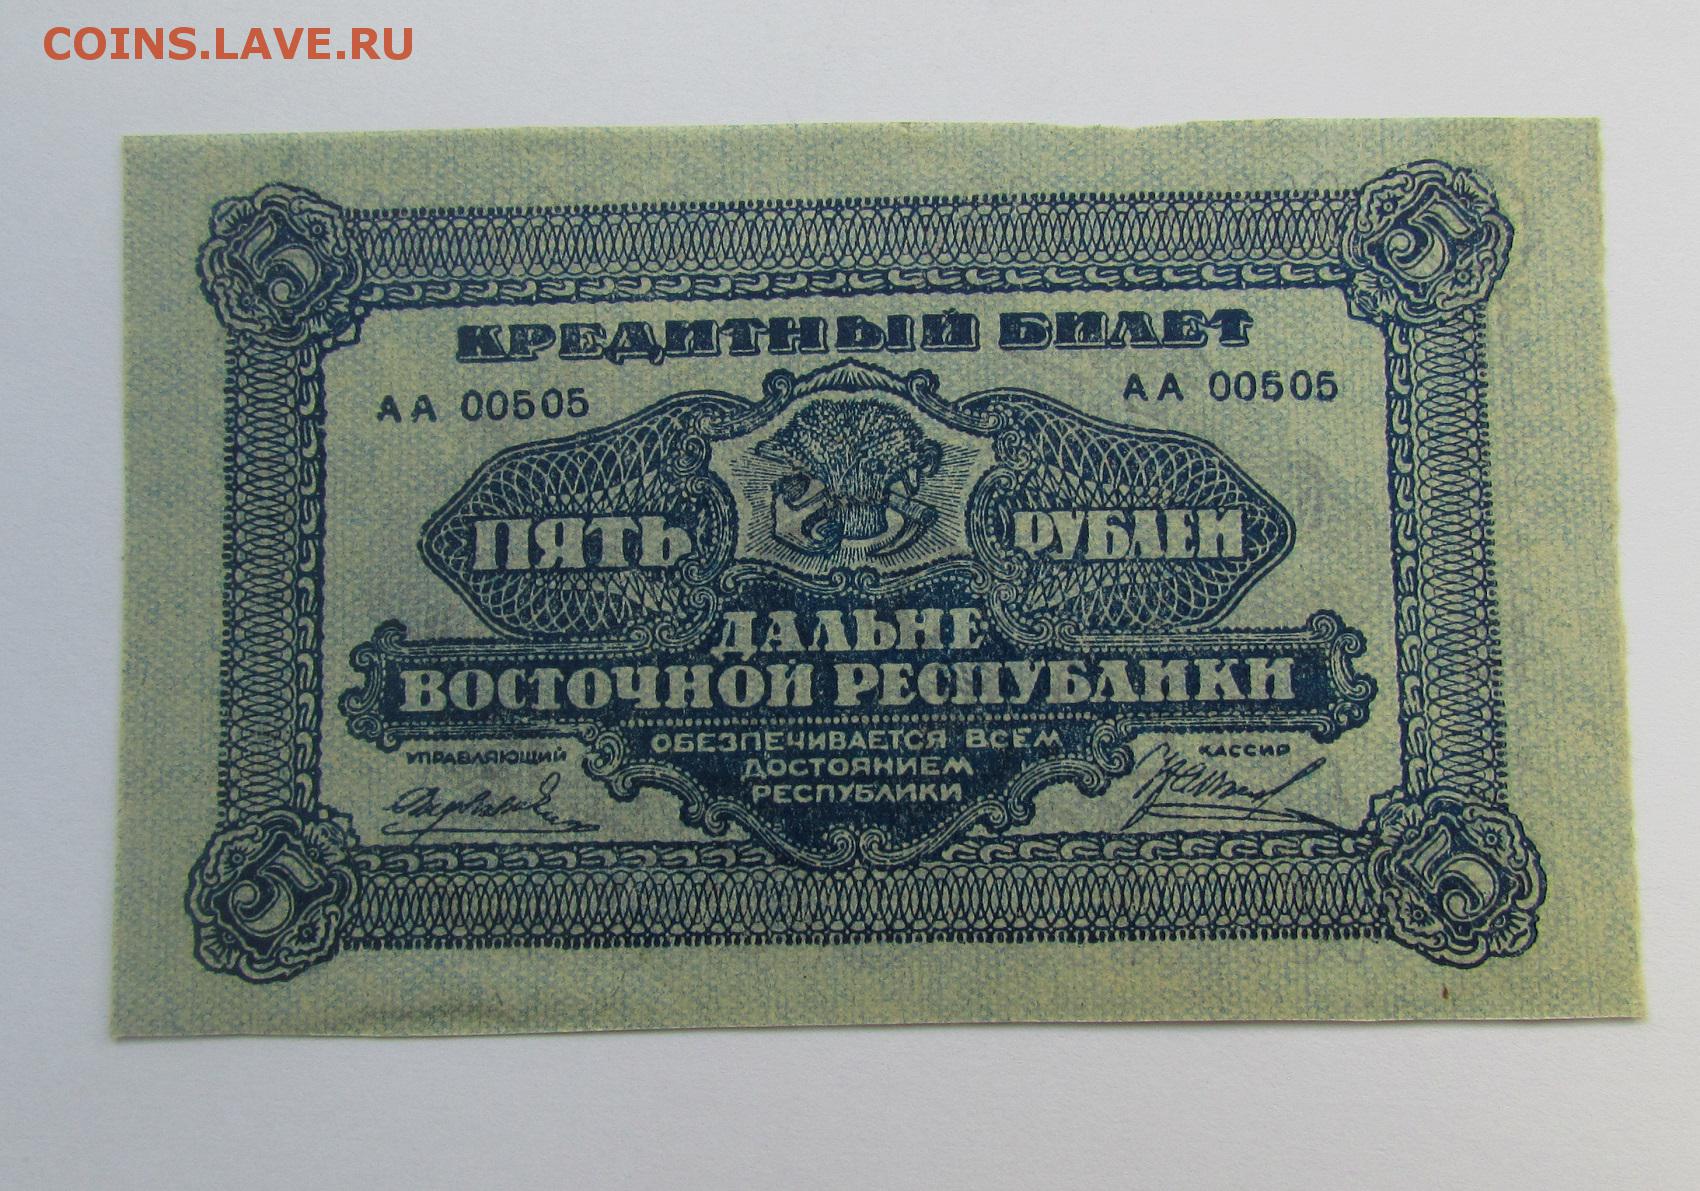 COINS.LAVE.RU
5 5
КРЕДИТНЫЙ БИЛЕТ
АА 00505 АА 00505
ПЯТЬ РУБЛЕЙ
ДАЛЬНЕ
ВОСТОЧНОЙ РЕСПУБЛИКИ
ОБЕЗПЕЧИВАЕТСЯ ВСЕМ
ДОСТОЯНИЕМ
РЕСПУБЛИКИ
УПРАВЛЯЮЩИЙ КАССИР
5 5